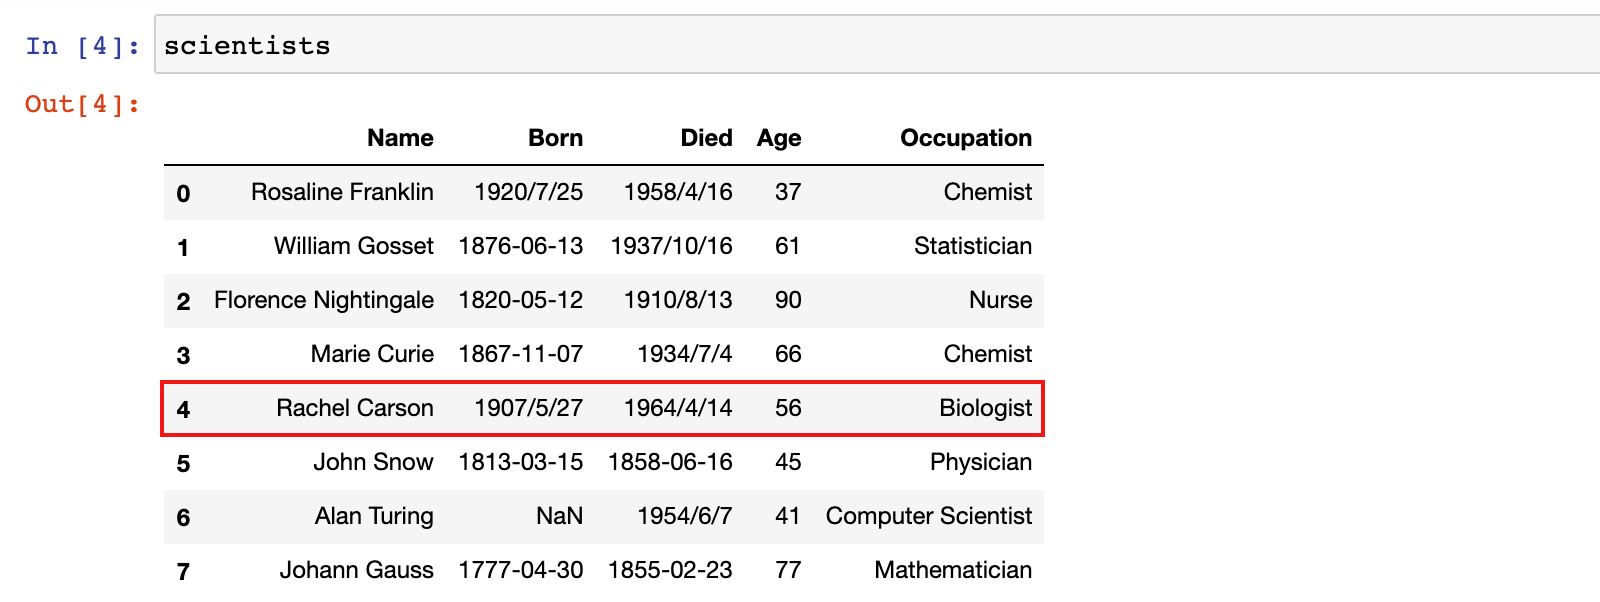 In [4]: scientists
Out[4]:
Name Born Died Age Occupation
0 Rosaline Franklin 1920/7/25 1958/4/16 37 Chemist
1 William Gosset 1876-06-13 1937/10/16 61 Statistician
2 Florence Nightingale 1820-05-12 1910/8/13 90 Nurse
3 Marie Curie 1867-11-07 1934/7/4 66 Chemist
4 Rachel Carson 1907/5/27 1964/4/14 56 Biologist
5 John Snow 1813-03-15 1858-06-16 45 Physician
6 Alan Turing NaN 1954/6/7 41 Computer Scientist
7 Johann Gauss 1777-04-30 1855-02-23 77 Mathematician